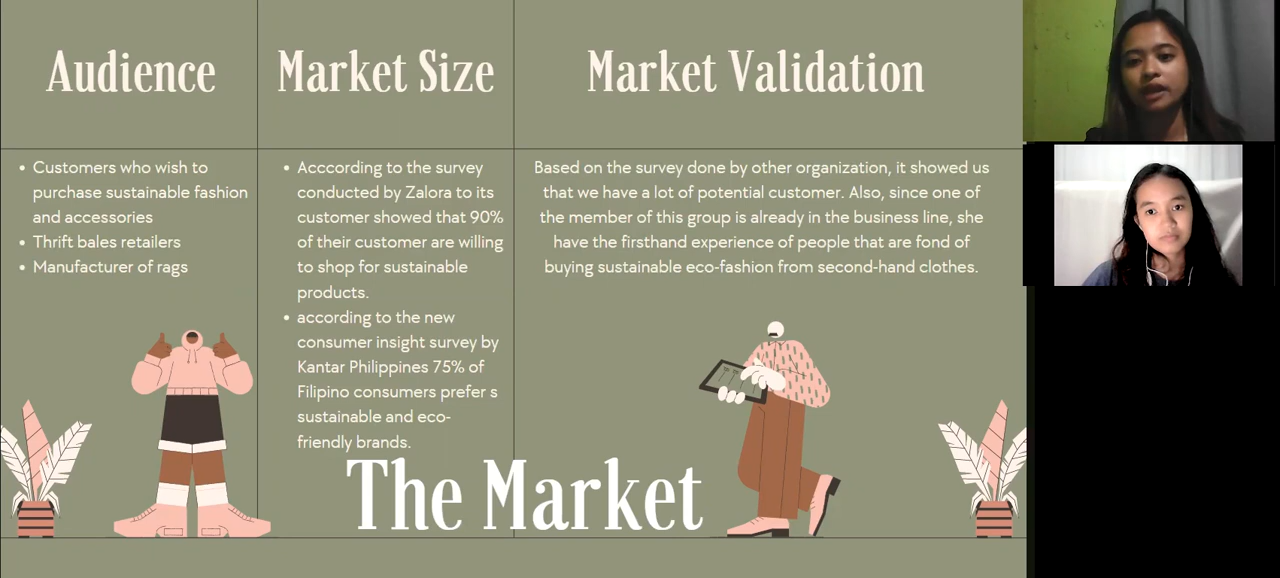 Audience
Market Size
Market Validation
• Customers who wish to
purchase sustainable fashion
and accessories
• Thrift bales retailers
• Manufacturer of rags
• Acccording to the survey
conducted by Zalora to its
customer showed that 90%
of their customer are willing
to shop for sustainable
products.
• according to the new
consumer insight survey by
Kantar Philippines 75% of
Filipino consumers prefer s
sustainable and eco-
friendly brands.
Based on the survey done by other organization, it showed us
that we have a lot of potential customer. Also, since one of
the member of this group is already in the business line, she
have the firsthand experience of people that are fond of
buying sustainable eco-fashion from second-hand clothes.
The Market